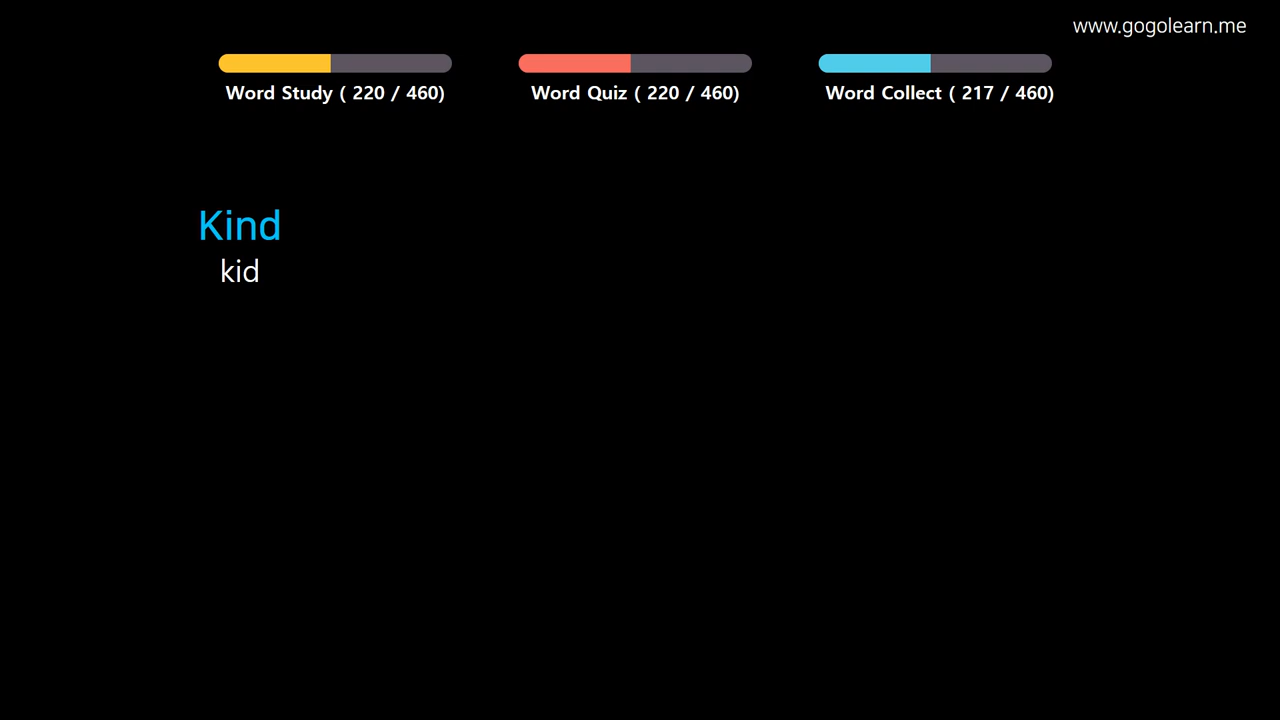 www.gogolearn.me
Word Study ( 220 / 460)
Word Quiz ( 220 / 460)
Word Collect ( 217 / 460)
Kind
kid